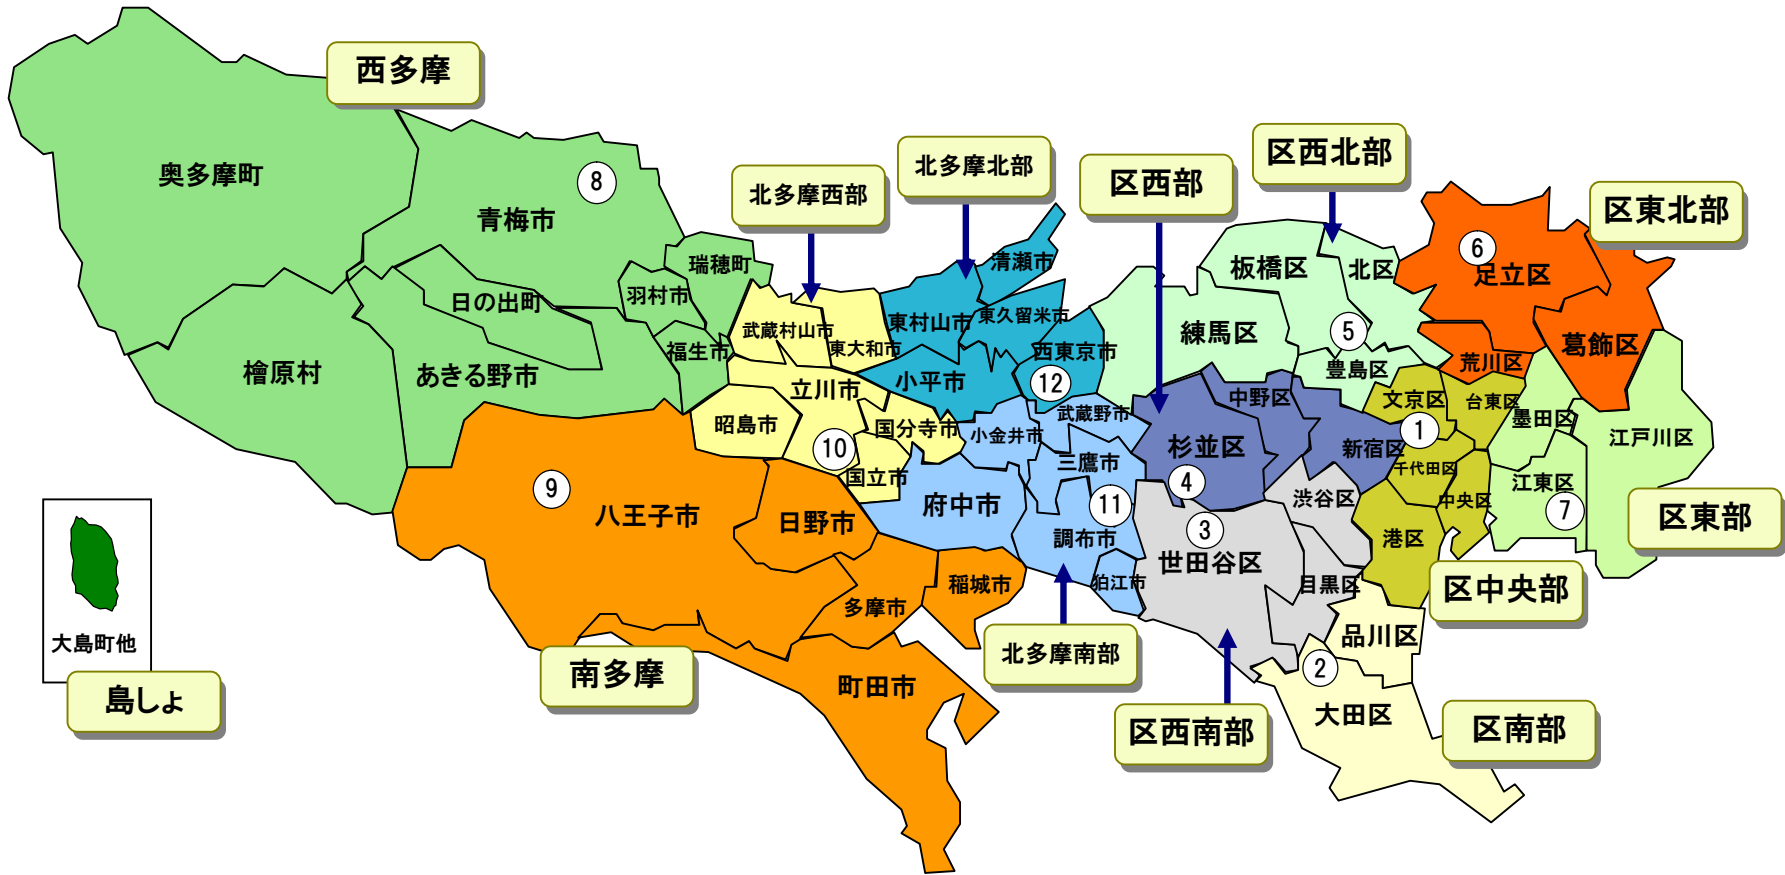 西多摩
奥多摩町
⑧
青梅市
瑞穂町
羽村市
日の出町
福生市
檜原村
あきる野市
北多摩西部
武蔵村山市
東大和市
立川市
昭島市
国分寺市
⑩
国立市
北多摩北部
清瀬市
東村山市
東久留米市
西東京市
小平市
⑫
武蔵野市
小金井市
三鷹市
府中市
⑪
調布市
狛江市
北多摩南部
⑨
八王子市
日野市
多摩市
稲城市
町田市
南多摩
大島町他
島しょ
区西部
中野区
杉並区
新宿区
④
区西北部
板橋区
北区
練馬区
⑤
豊島区
区東北部
⑥
足立区
葛飾区
荒川区
文京区
台東区
①
千代田区
中央区
港区
区中央部
墨田区
江戸川区
江東区
⑦
区東部
渋谷区
③
世田谷区
目黒区
区西南部
品川区
②
大田区
区南部